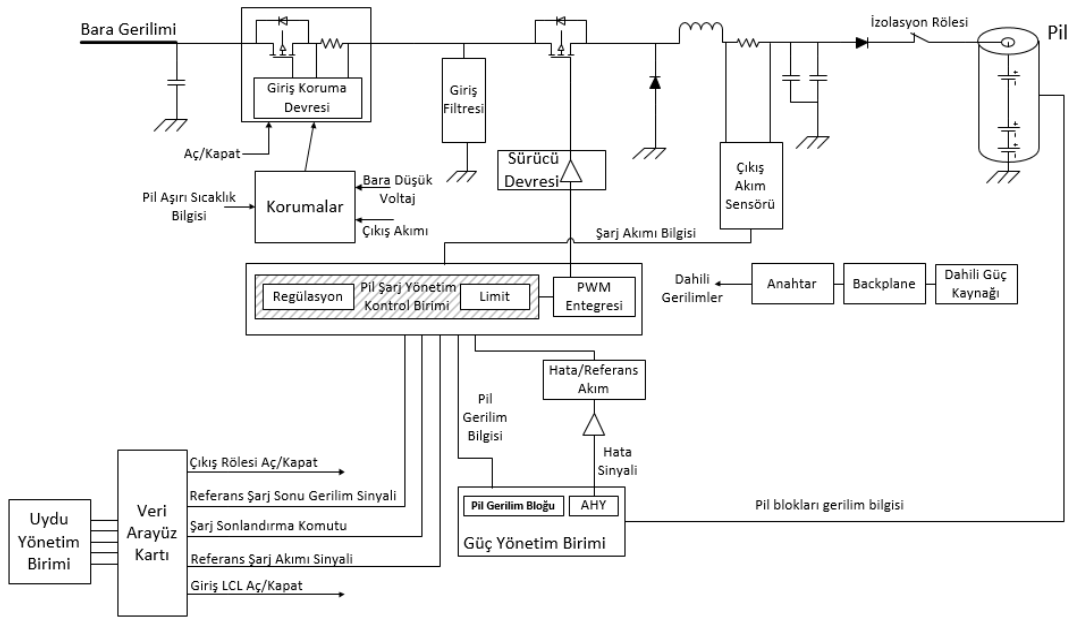 Bara Gerilimi
İzolasyon Rölesi
Pil
Giriş Koruma
Devresi
Giriş
Filtresi
Aç/Kapat
Sürücü
Devresi
Çıkış
Akım
Sensörü
Pil Aşırı Sıcaklık
Bilgisi
Korumalar
Bara Düşük
Voltaj
Çıkış Akımı
Şarj Akımı Bilgisi
Regülasyon
Pil Şarj Yönetim
Kontrol Birimi
Limit
PWM
Entegresi
Dahili
Gerilimler
Anahtar
Backplane
Dahili Güç
Kaynağı
Hata/Referans
Akım
Pil
Gerilim
Bilgisi
Hata
Sinyali
Pil Gerilim Bloğu
AHY
Güç Yönetim Birimi
Pil blokları gerilim bilgisi
Uydu
Yönetim
Birimi
Veri
Arayüz
Kartı
Çıkış Rölesi Aç/Kapat
Referans Şarj Sonu Gerilim Sinyali
Şarj Sonlandırma Komutu
Referans Şarj Akımı Sinyali
Giriş LCL Aç/Kapat